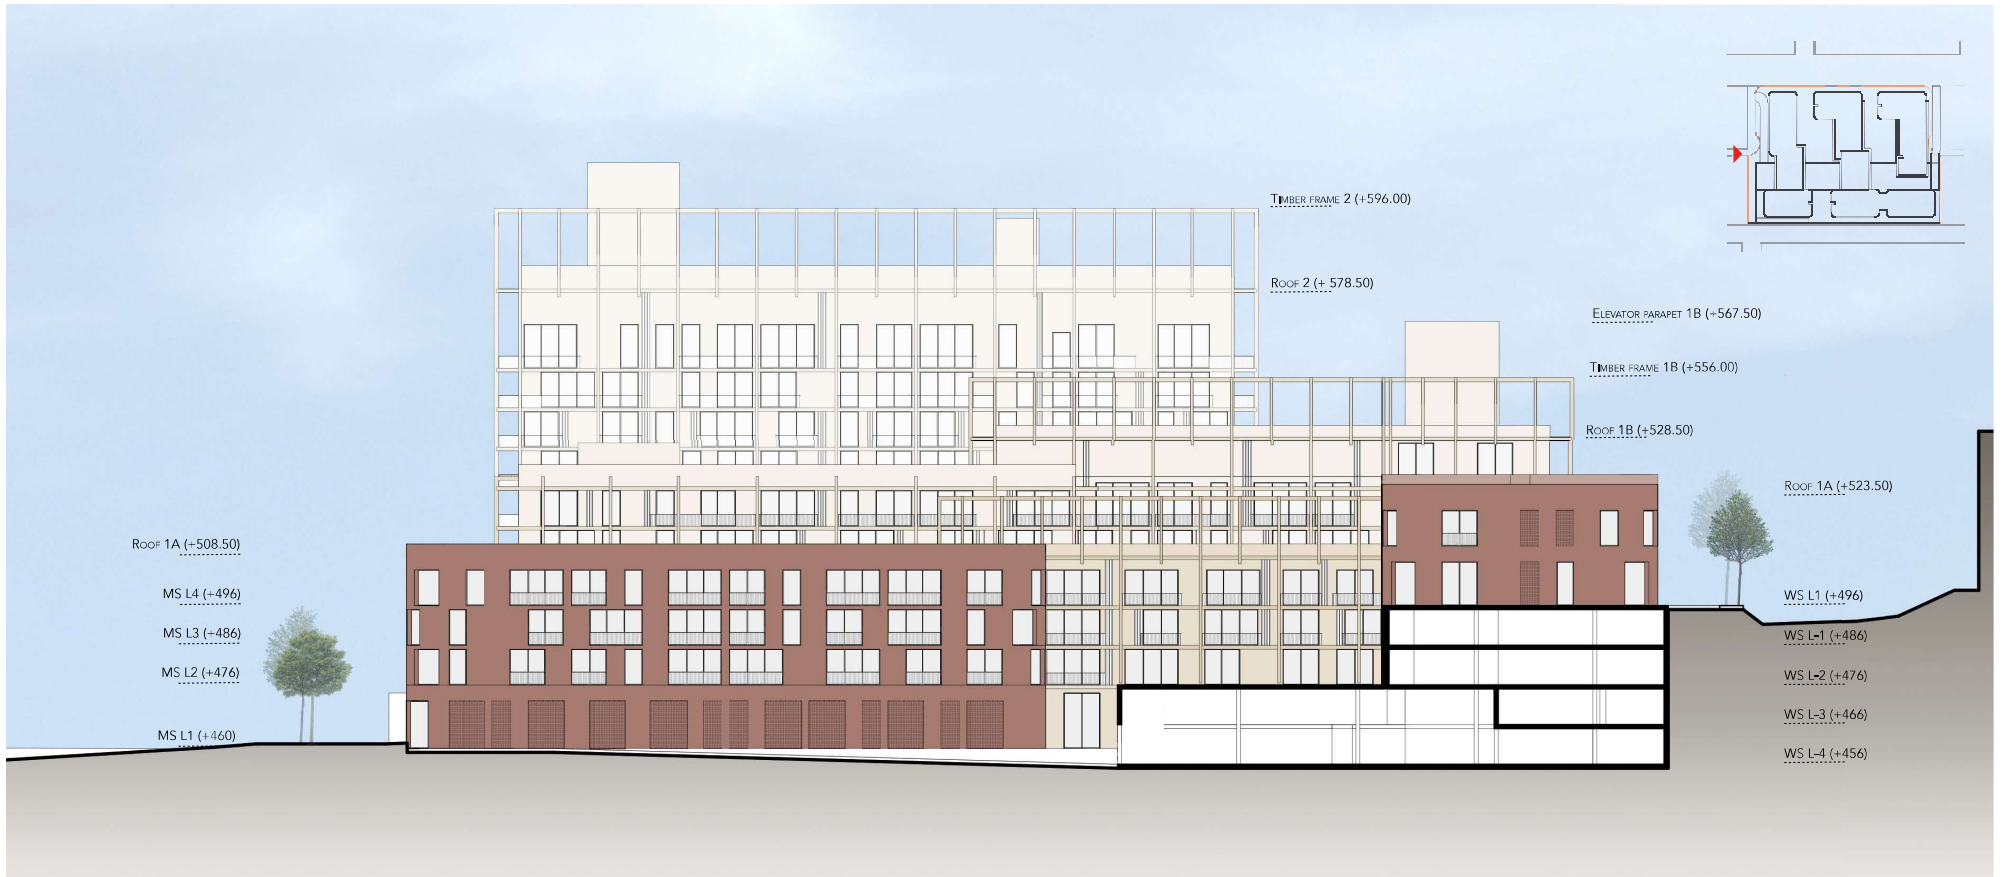 TIMBER FRAME 2 (+596.00)
ROOF 2 (+ 578.50)
ELEVATOR PARAPET 1B (+567.50)
TIMBER FRAME 1B (+556.00)
ROOF 1B (+528.50)
ROOF 1A (+523.50)
ROOF 1A (+508.50)
MS L4 (+496)
WS L1 (+496)
MS L3 (+486)
WS L-1 (+486)
MS L2 (+476)
WS L-2 (+476)
WS L-3 (+466)
MS L1 (+460)
WS L-4 (+456)